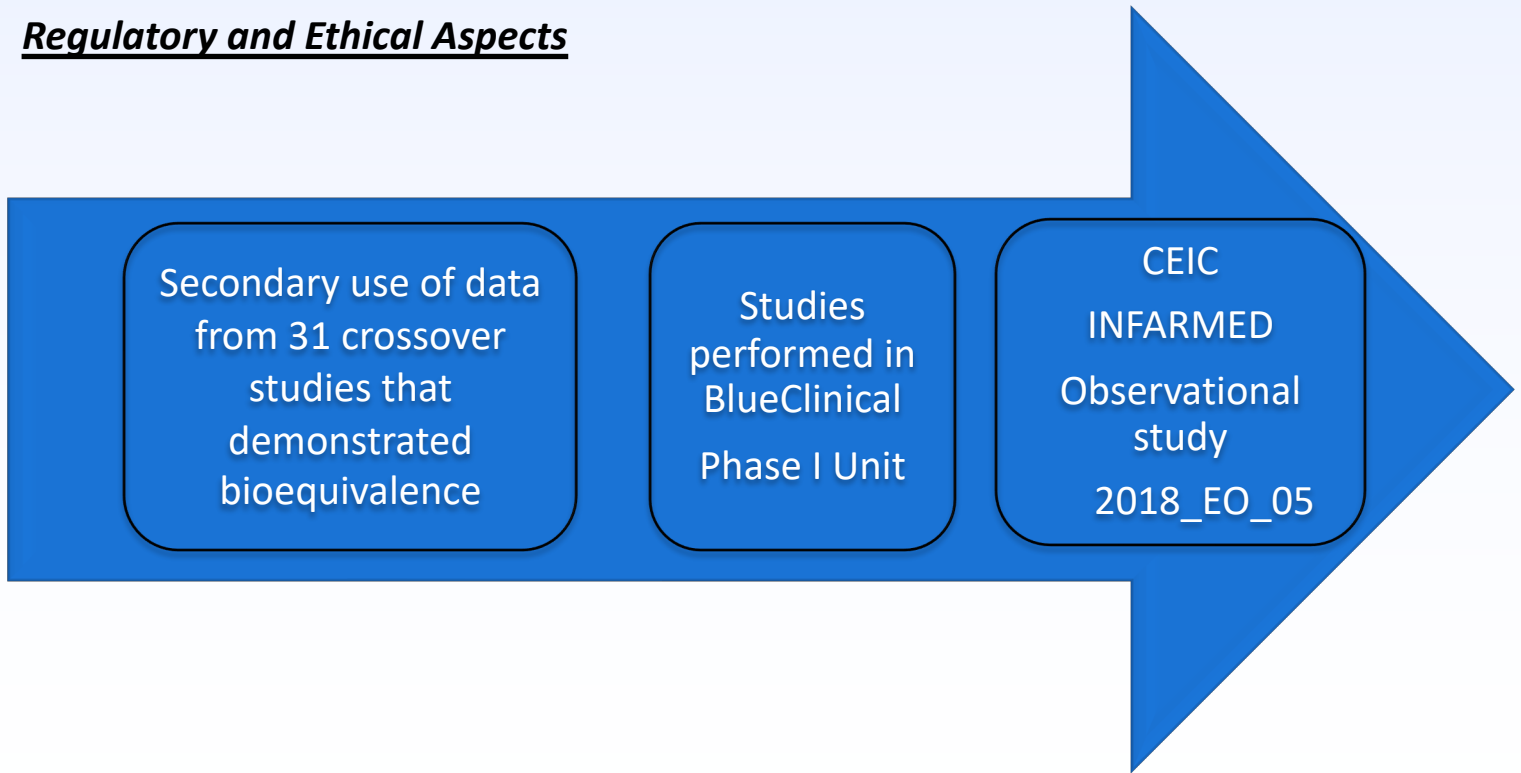 Regulatory and Ethical Aspects
Secondary use of data
from 31 crossover
studies that
demonstrated
bioequivalence
Studies
performed in
BlueClinical
Phase I Unit
CEIC
INFARMED
Observational
study
2018_EO_05